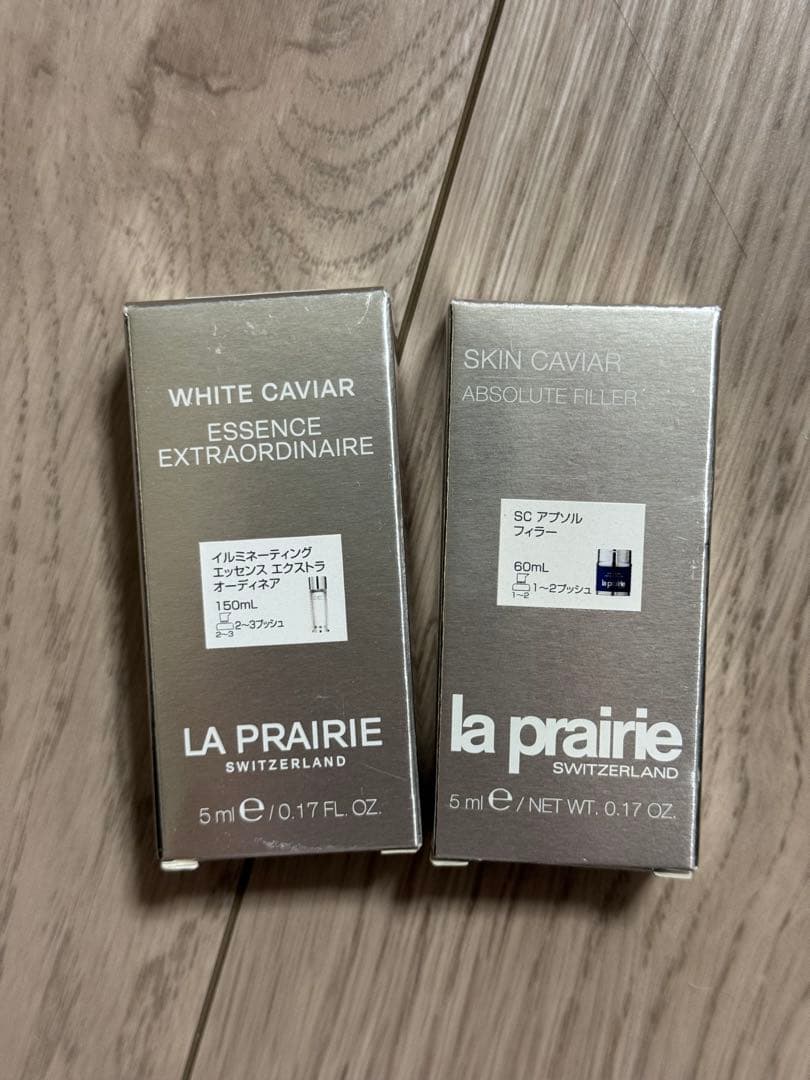 WHITE CAVIAR
ESSENCE
EXTRAORDINAIRE
イルミネーティング
エッセンス エクストラ
オーディネア
150mL
2~3プッシュ
2~3
LA PRAIRIE
SWITZERLAND
5 ml e / 0.17 FL. OZ.
SKIN CAVIAR
ABSOLUTE FILLER
SC アプソル
フィラー
60mL
1~2プッシュ
1~2
la prairie
la prairie
SWITZERLAND
5 ml e / NET WT. 0.17 OZ.